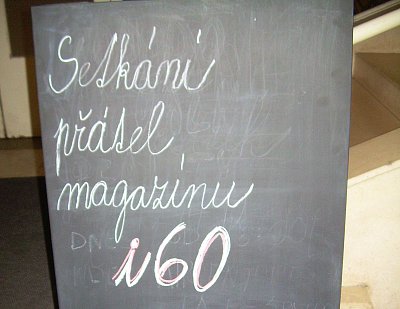 Setkání
přátel
magazínu
i60